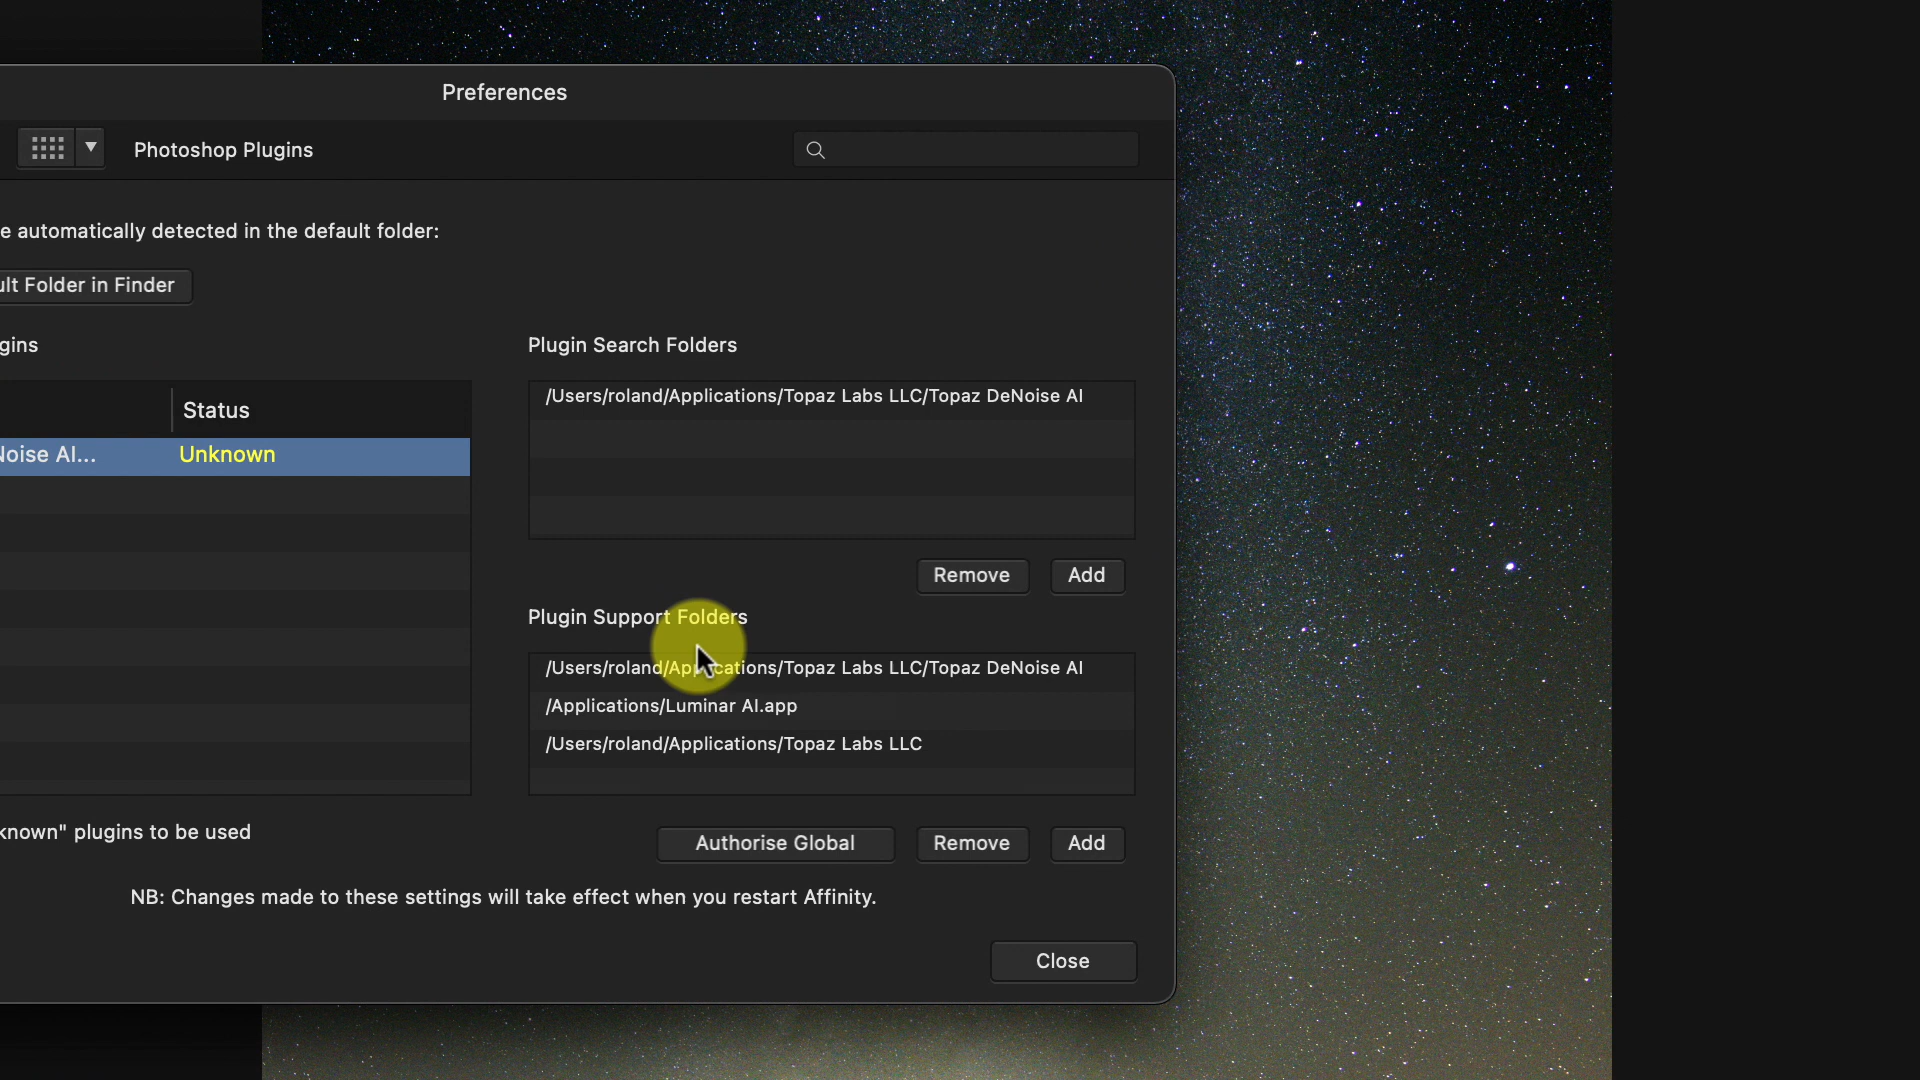 Preferences
Photoshop Plugins
e automatically detected in the default folder:
ult Folder in Finder
gins
Plugin Search Folders
Status
/Users/roland/Applications/Topaz Labs LLC/Topaz DeNoise AI
Noise AI...
Unknown
Remove
Add
Plugin Support Folders
/Users/roland/Applications/Topaz Labs LLC/Topaz DeNoise AI
/Applications/Luminar AI.app
/Users/roland/Applications/Topaz Labs LLC
known" plugins to be used
Authorise Global
Remove
Add
NB: Changes made to these settings will take effect when you restart Affinity.
Close